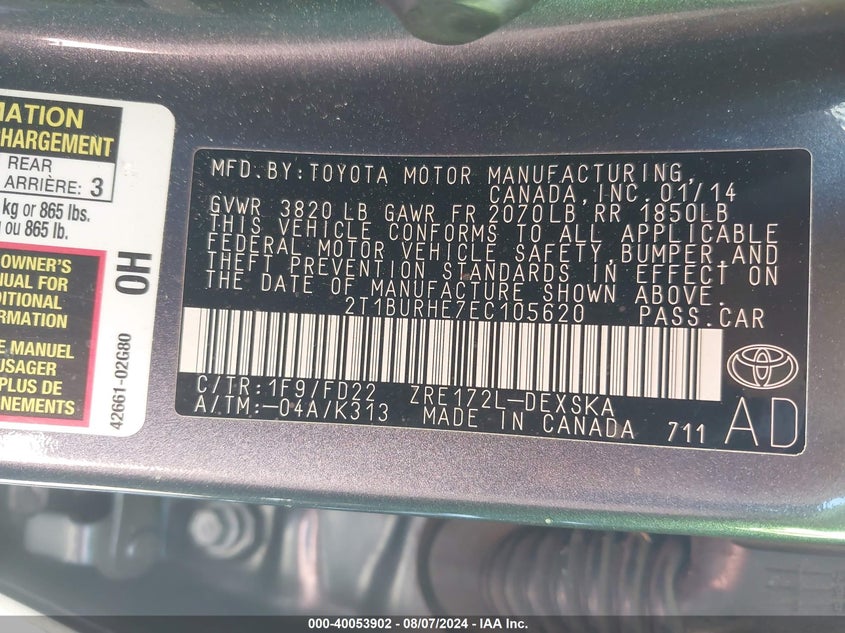 MATION
CHARGEMENT
REAR
ARRIÈRE: 3
kg or 865 lbs.
ou 865 lb.
OWNER'S
NUAL FOR
DITIONAL
ORMATION
E MANUEL
USAGER
PLUS DE
NEMENTS
OH
42661-02G80
MFD.BY:TOYOTA MOTOR MANUFACTURING,
CANADA,INC. 01/14
GVWR 3820 LB GAWR FR 2070LB RR 1850LB
THIS VEHICLE CONFORMS TO ALL APPLICABLE
FEDERAL MOTOR VEHICLE SAFETY,BUMPER,AND
THEFT PREVENTION STANDARDS IN EFFECT ON
THE DATE OF MANUFACTURE SHOWN ABOVE.
2T1BURHE7EC105620 PASS.CAR
C/TR:1F9/FD22 ZRE172L-DEXSKA
A/TM:-04A/K313 MADE IN CANADA 711
AD
000-40053902 - 08/07/2024 - IAA Inc.